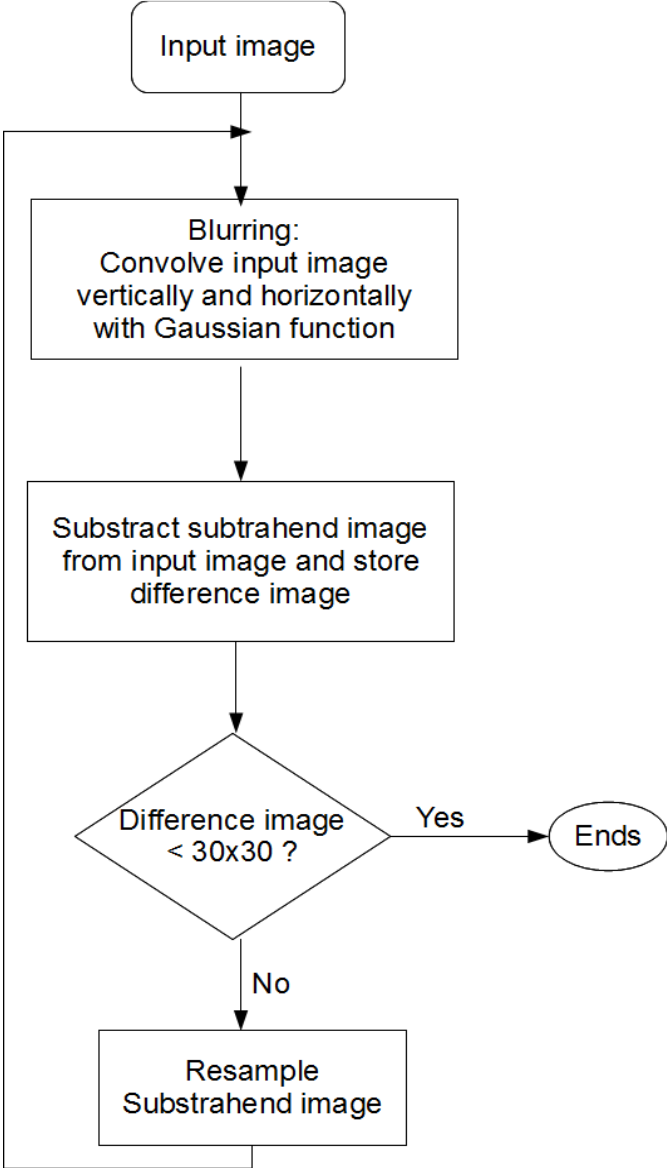 Input image
Blurring:
Convolve input image
vertically and horizontally
with Gaussian function
Substract subtrahend image
from input image and store
difference image
Difference image
< 30x30 ?
Yes
Ends
No
Resample
Substrahend image